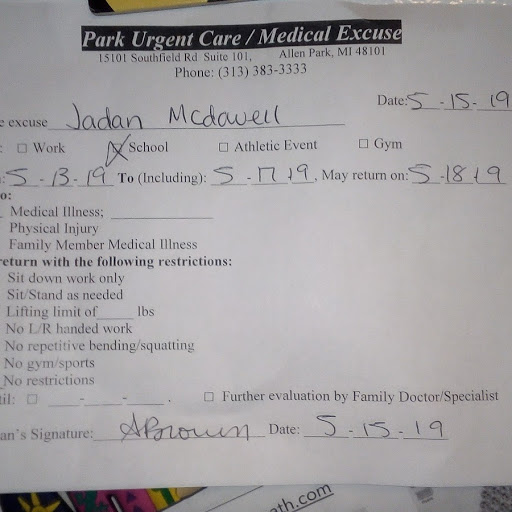 Park Urgent Care / Medical Excuse
15101 Southfield Rd Suite 101, Allen Park, MI 48101
Phone: (313) 383-3333
Date: 5-15-19
e excuse Jadan Mcdowell
: ☐ Work ☒ School ☐ Athletic Event ☐ Gym
: 5-13-19 To (Including): 5-17-19, May return on: 5-18-19
o:
Medical Illness; ____
Physical Injury
Family Member Medical Illness
return with the following restrictions:
Sit down work only
Sit/Stand as needed
Lifting limit of____ lbs
No L/R handed work
No repetitive bending/squatting
No gym/sports
No restrictions
til: ☐ ___-___-___. ☐ Further evaluation by Family Doctor/Specialist
an's Signature: ABrown Date: 5-15-19
ath.com